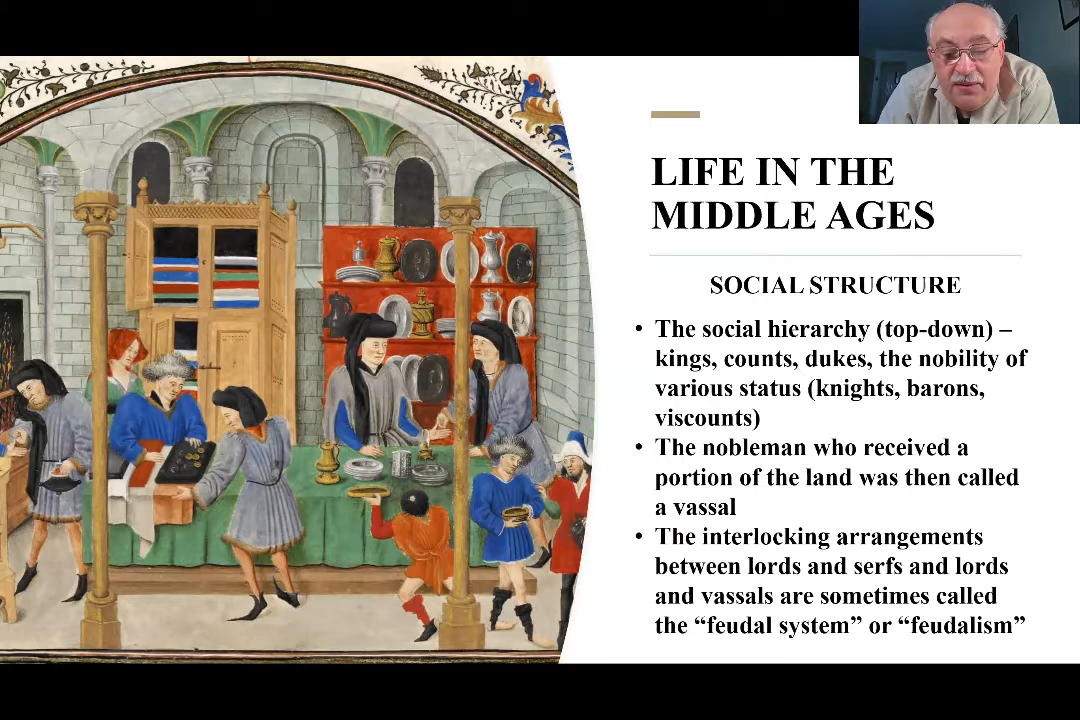 LIFE IN THE
MIDDLE AGES
SOCIAL STRUCTURE
• The social hierarchy (top-down) –
kings, counts, dukes, the nobility of
various status (knights, barons,
viscounts)
• The nobleman who received a
portion of the land was then called
a vassal
• The interlocking arrangements
between lords and serfs and lords
and vassals are sometimes called
the “feudal system” or “feudalism”